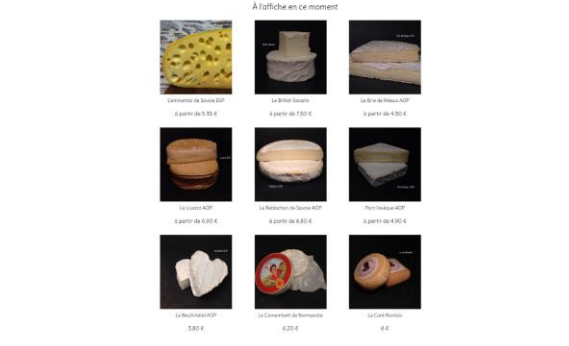 À l'affiche en ce moment
L'emmental de Savoie IGP
Le Brillat Savarin
Le Brie de Meaux AOP
à partir de 5.95 €
à partir de 7.50 €
à partir de 4.90 €
Le Livarot AOP
Le Reblochon de Savoie AOP
Pont l'évêque AOP
à partir de 6.90 €
à partir de 6.80 €
à partir de 4.90 €
Le Neufchâtel AOP
Le Camembert de Normandie
Le Curé Nantais
3.80 €
6.20 €
6 €